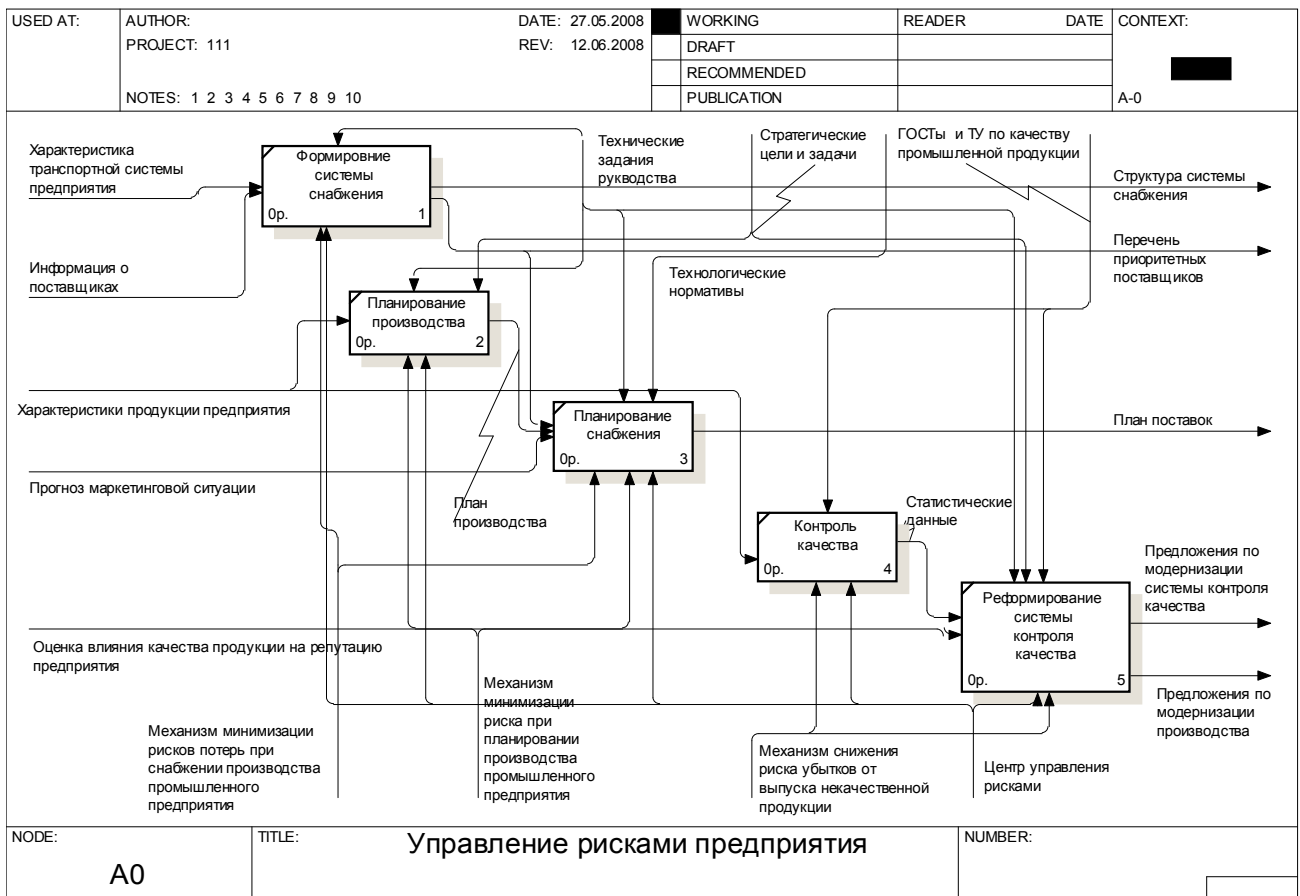 USED AT:
AUTHOR:
DATE: 27.05.2008
PROJECT: 111
REV: 12.06.2008
NOTES: 1 2 3 4 5 6 7 8 9 10
WORKING
DRAFT
RECOMMENDED
PUBLICATION
READER
DATE
CONTEXT:
A-0
Характеристика
транспортной системы
предприятия
Формировние
системы
снабжения
0р.
1
Технические
задания
рукводства
Стратегические
цели и задачи
ГОСТы и ТУ по качеству
промышленной продукции
Структура системы
снабжения
Информация о
поставщиках
Перечень
приоритетных
поставщиков
Технологические
нормативы
Планирование
производства
0р.
2
Характеристики продукции предприятия
Планирование
снабжения
0р.
3
План поставок
Прогноз маркетинговой ситуации
План
производства
Статистические
данные
Контроль
качества
0р.
4
Предложения по
модернизации
системы контроля
качества
Реформирование
системы
контроля
качества
0р.
5
Оценка влияния качества продукции на репутацию
предприятия
Предложения по
модернизации
производства
Механизм
минимизации
риска при
планировании
производства
промышленного
предприятия
Механизм минимизации
рисков потерь при
снабжении производства
промышленного
предприятия
Механизм снижения
риска убытков от
выпуска некачественной
продукции
Центр управления
рисками
NODE:
A0
TITLE:
Управление рисками предприятия
NUMBER: